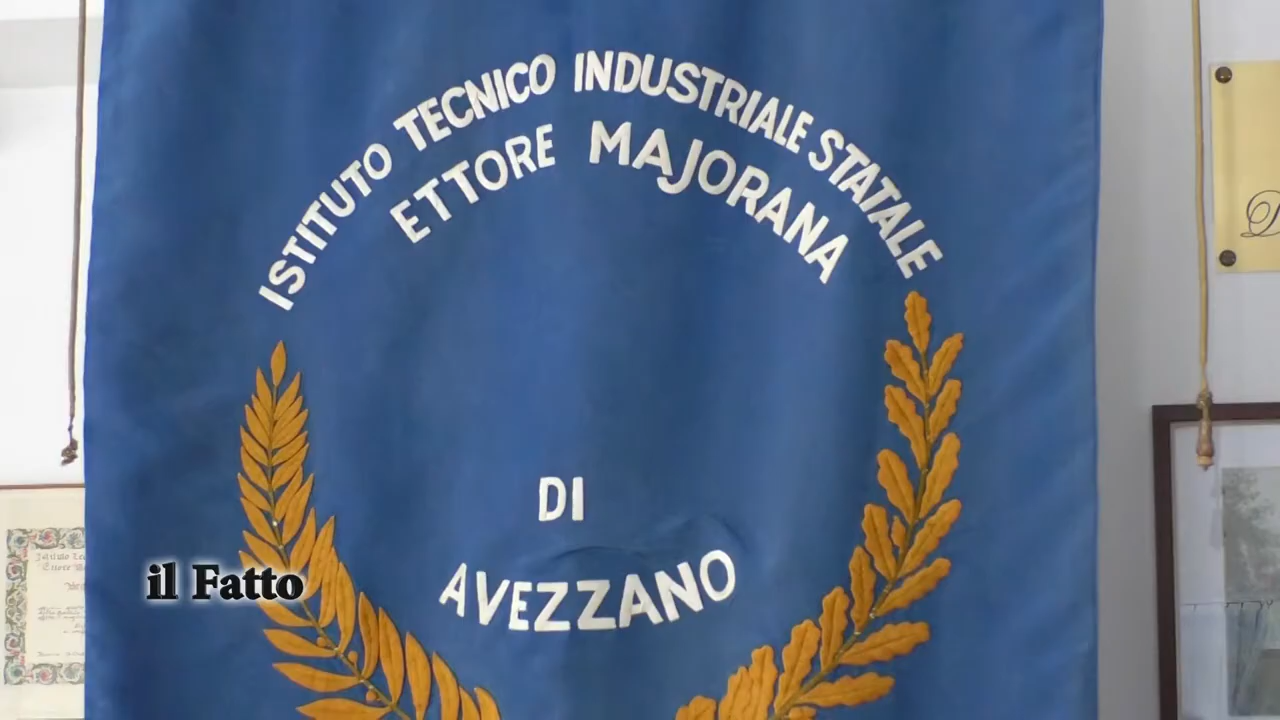 ISTITUTO TECNICO INDUSTRIALE STATALE
ETTORE MAJORANA
DI
AVEZZANO
il Fatto